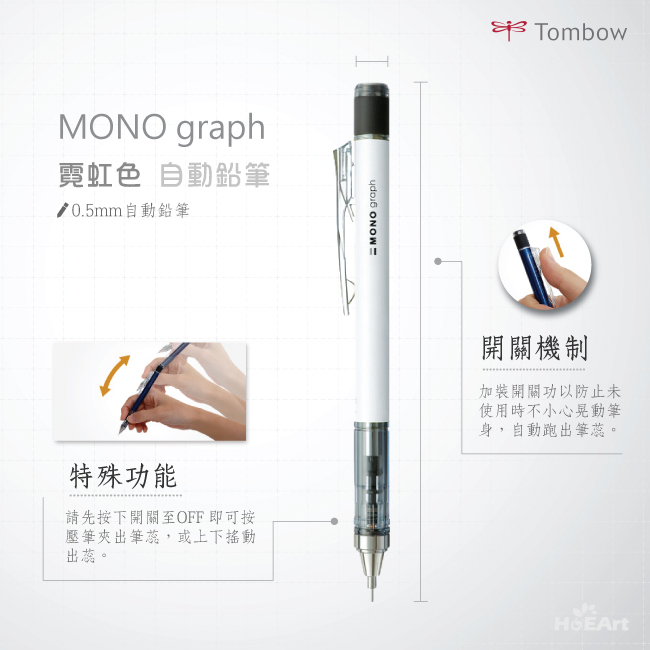 Tombow
MONO graph
霓虹色 自動鉛筆
0.5mm自動鉛筆
MONO graph
開關機制
加裝開關功以防止未
使用時不小心晃動筆
身，自動跑出筆蕊。
特殊功能
請先按下開關至OFF 即可按
壓筆夾出筆蕊，或上下搖動
出蕊。
HoEArt